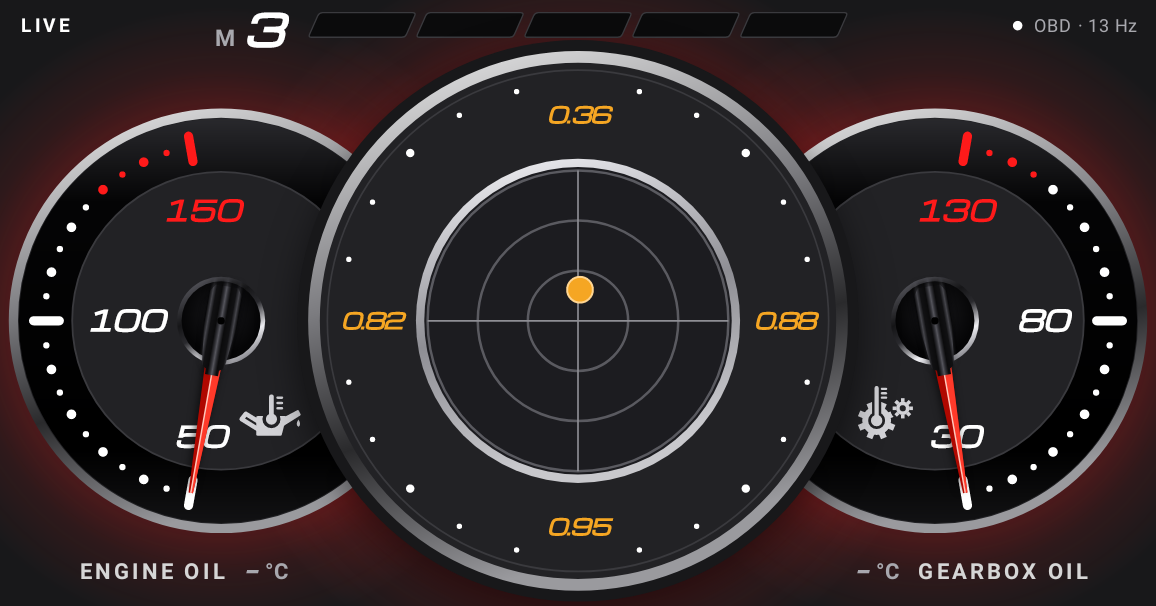 LIVE
M 3
OBD · 13 Hz
0.36
150
130
100
0.82
0.88
80
50
30
0.95
ENGINE OIL – °C
– °C GEARBOX OIL